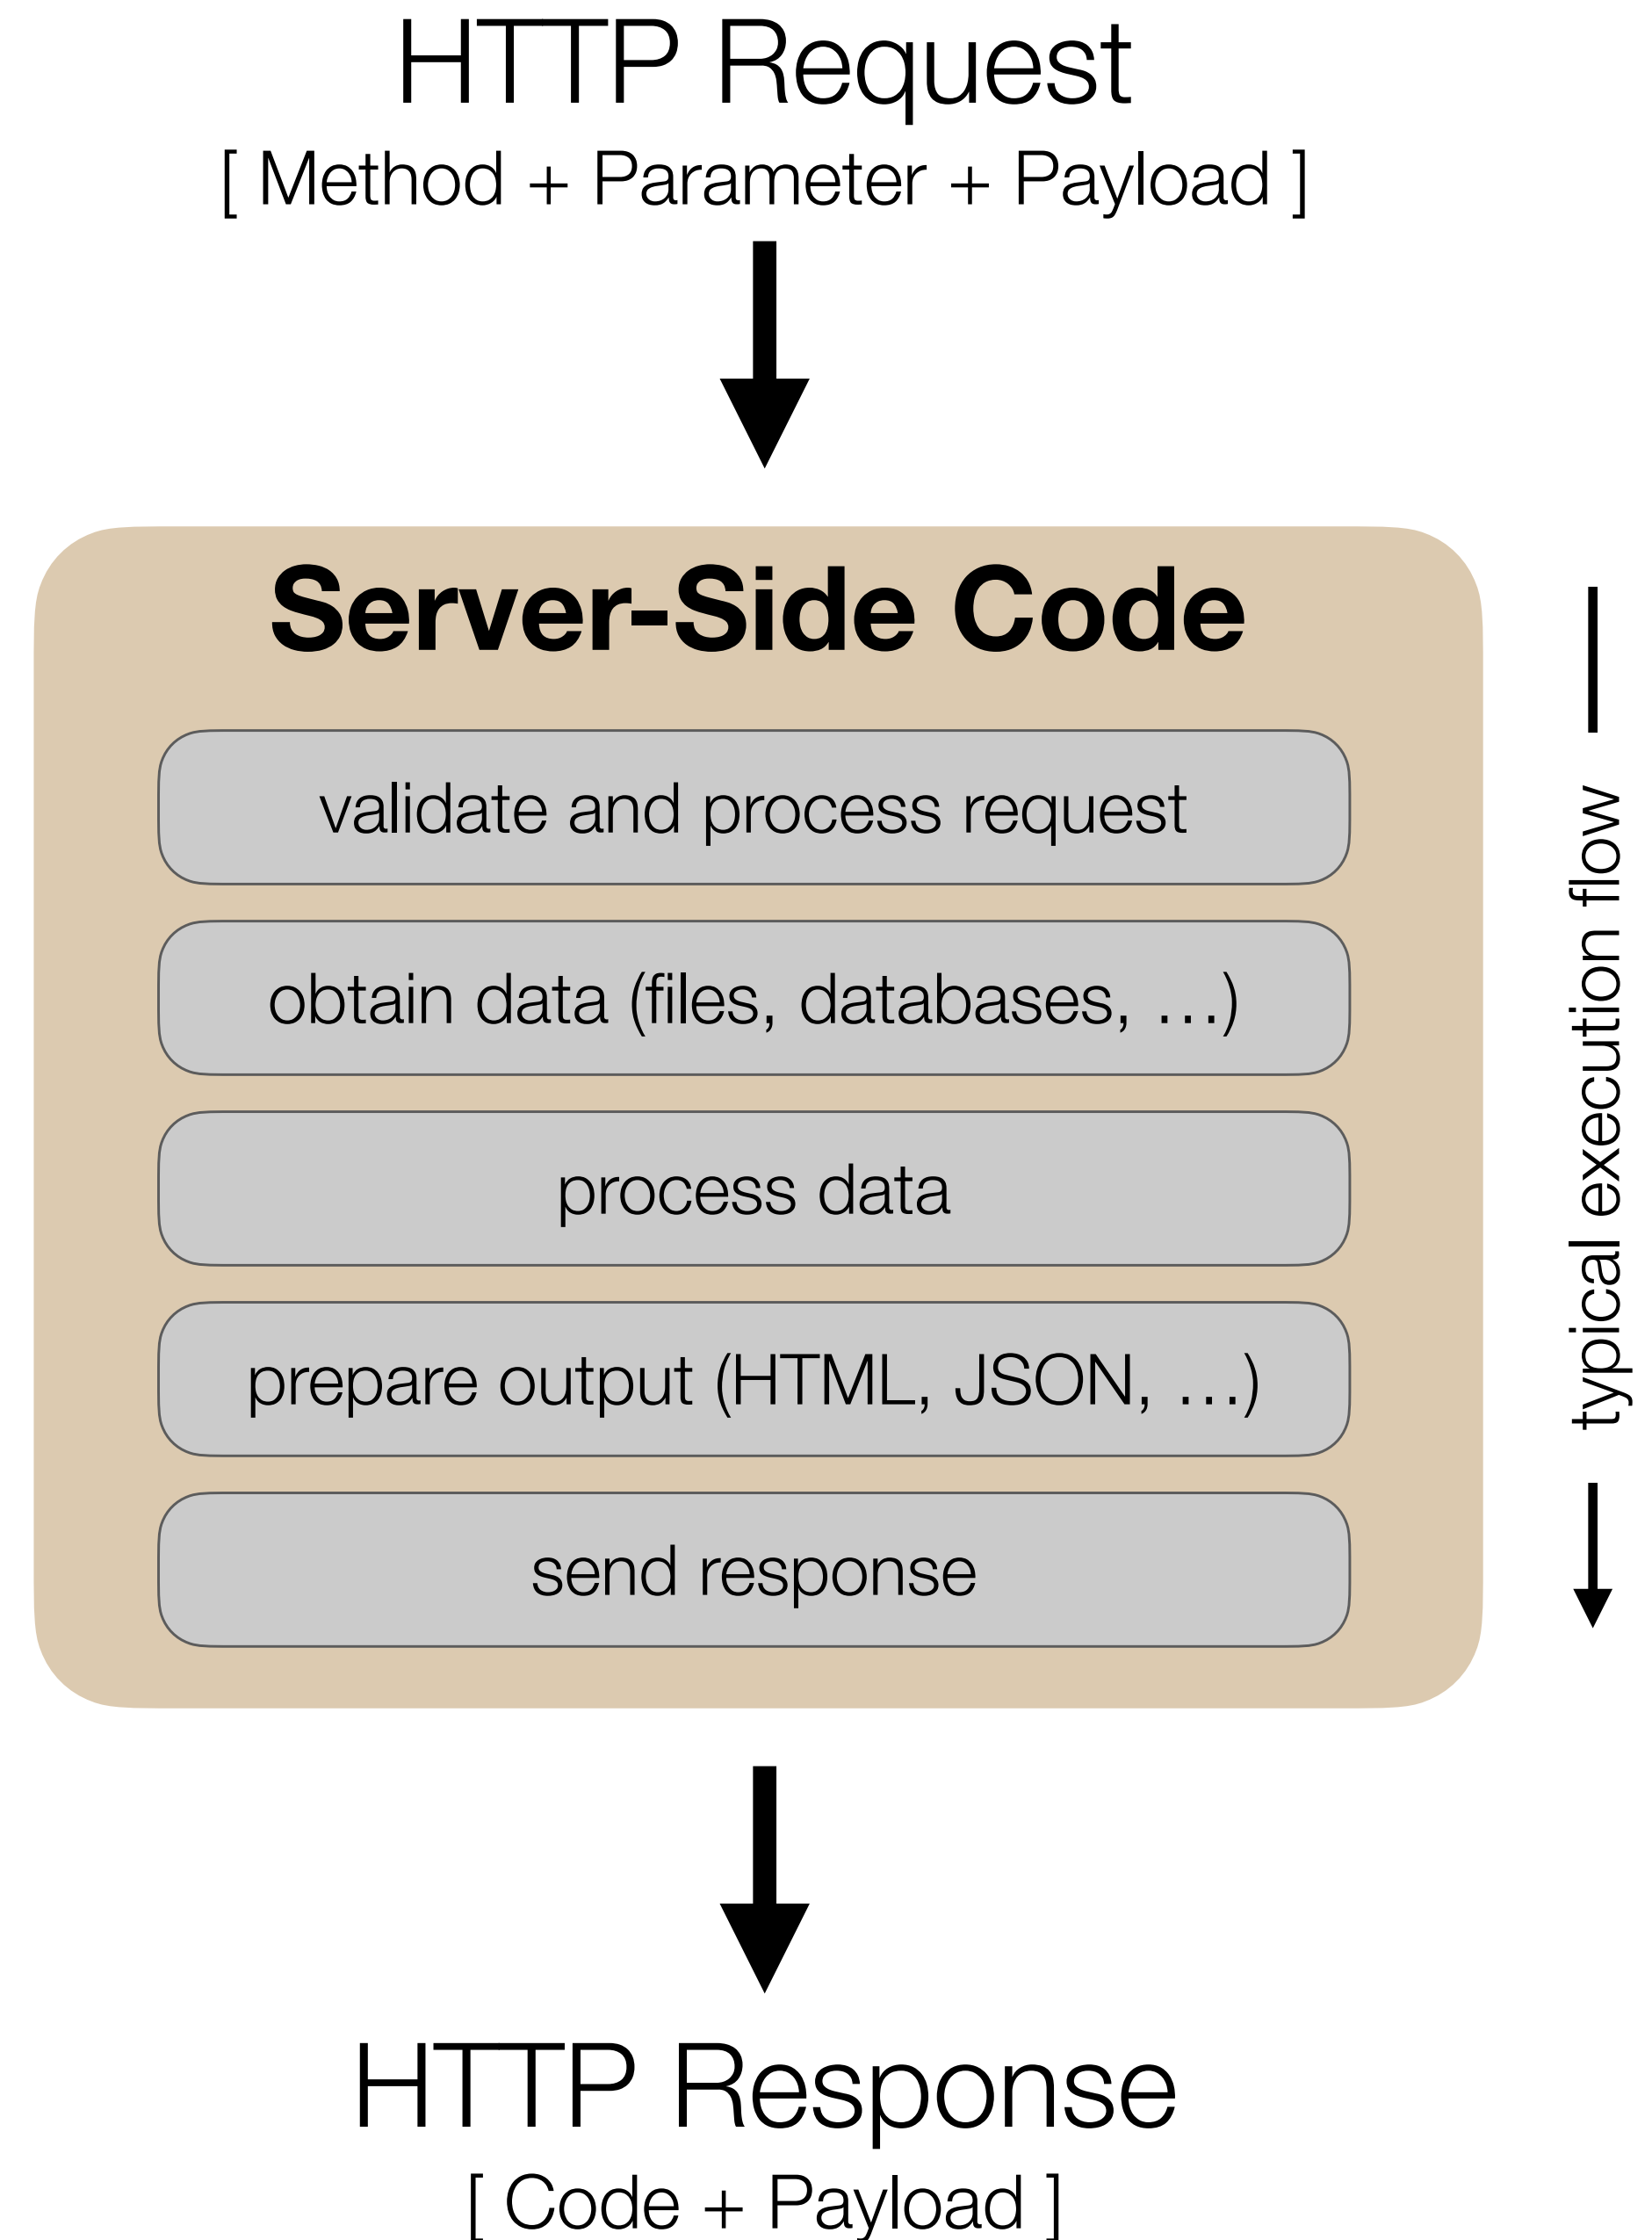 HTTP Request
[ Method + Parameter + Payload ]
Server-Side Code
validate and process request
obtain data (files, databases, …)
process data
prepare output (HTML, JSON, …)
send response
typical execution flow
HTTP Response
[ Code + Payload ]